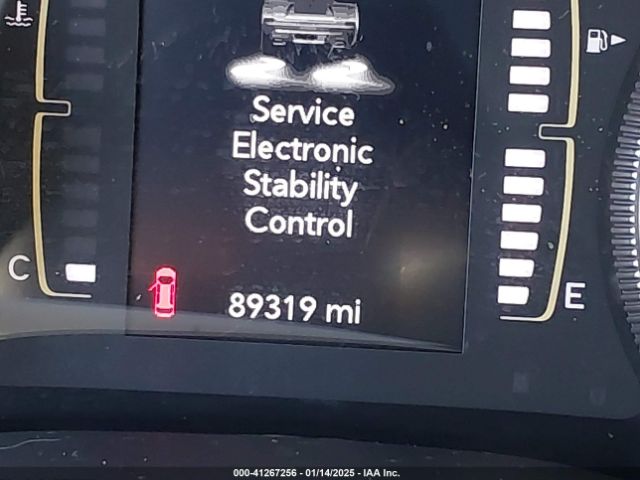 Service
Electronic
Stability
Control
C
89319 mi
E
000-41267256 - 01/14/2025 - IAA Inc.